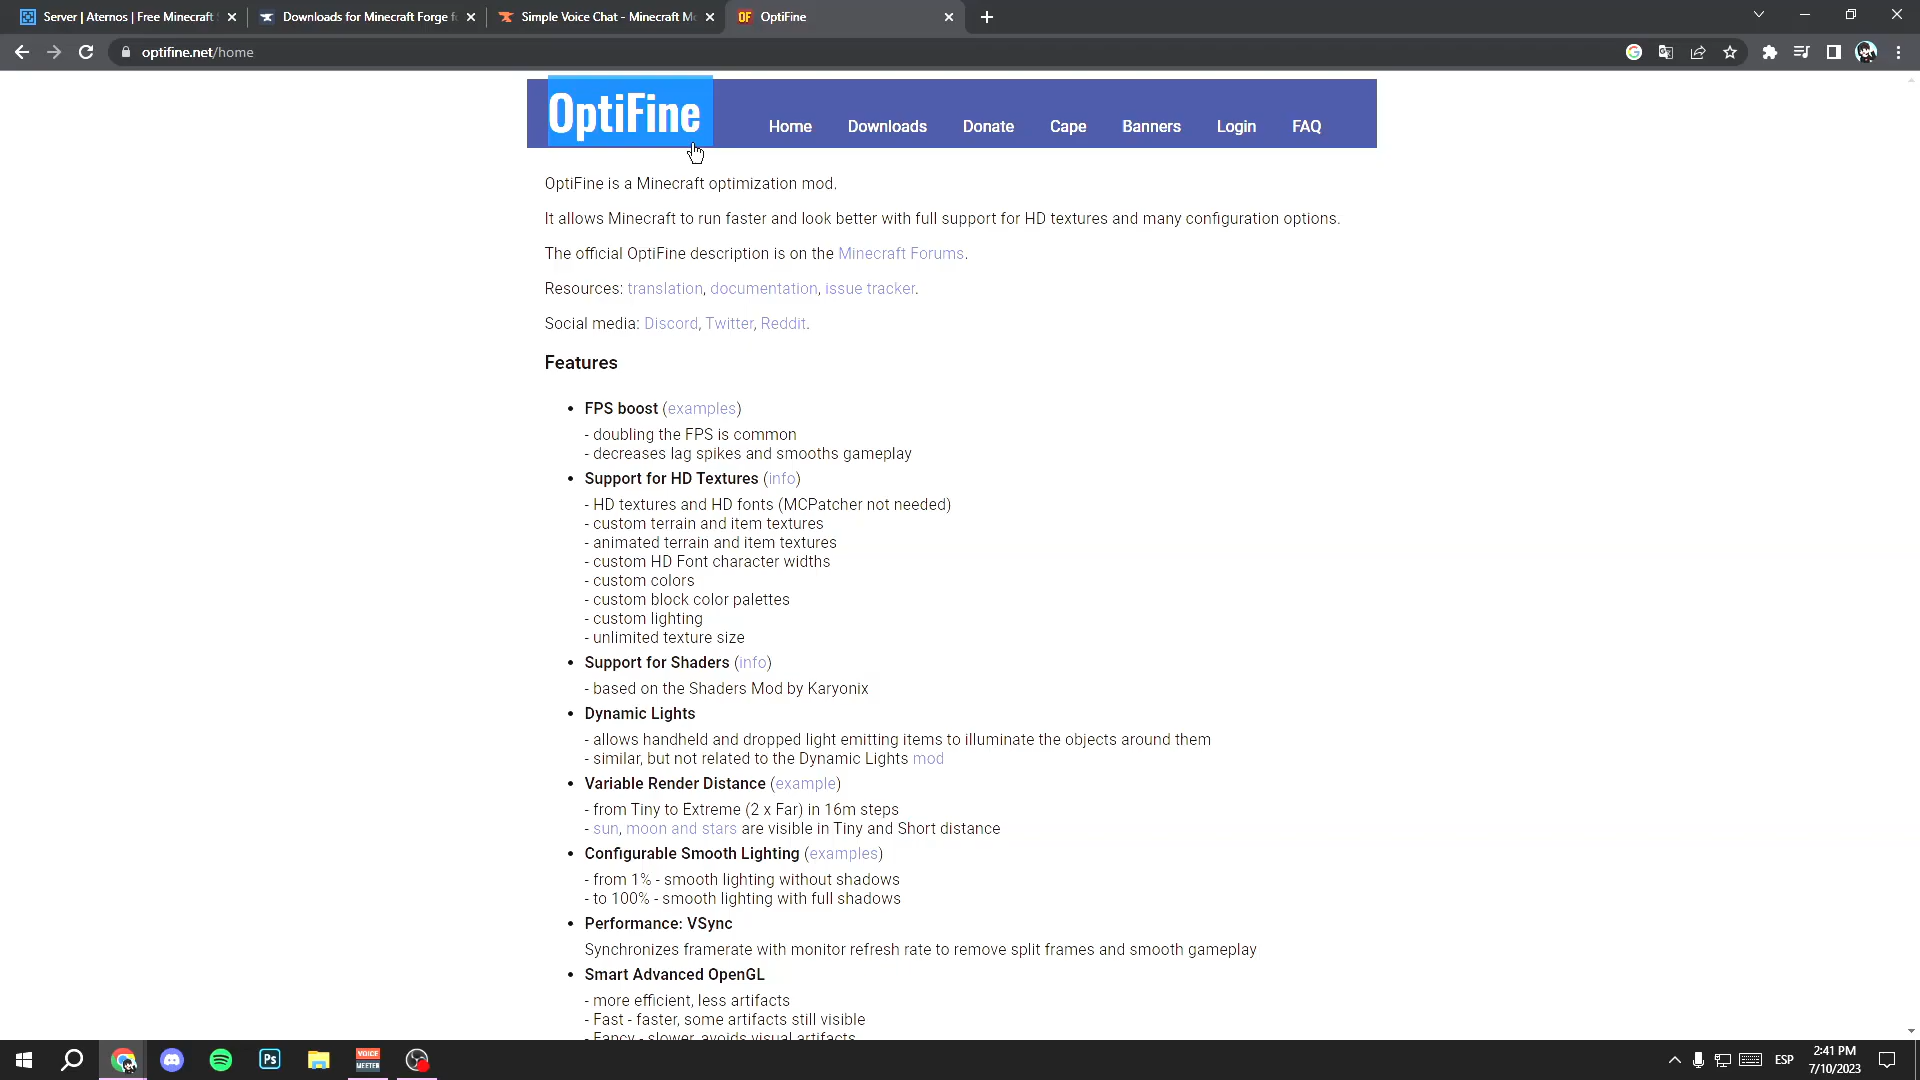 Server | Aternos | Free Minecraft
Downloads for Minecraft Forge f
Simple Voice Chat - Minecraft M
OF OptiFine
optifine.net/home
OptiFine
Home Downloads Donate Cape Banners Login FAQ
OptiFine is a Minecraft optimization mod.
It allows Minecraft to run faster and look better with full support for HD textures and many configuration options.
The official OptiFine description is on the Minecraft Forums.
Resources: translation, documentation, issue tracker.
Social media: Discord, Twitter, Reddit.
Features
• FPS boost (examples)
- doubling the FPS is common
- decreases lag spikes and smooths gameplay
• Support for HD Textures (info)
- HD textures and HD fonts (MCPatcher not needed)
- custom terrain and item textures
- animated terrain and item textures
- custom HD Font character widths
- custom colors
- custom block color palettes
- custom lighting
- unlimited texture size
• Support for Shaders (info)
- based on the Shaders Mod by Karyonix
• Dynamic Lights
- allows handheld and dropped light emitting items to illuminate the objects around them
- similar, but not related to the Dynamic Lights mod
• Variable Render Distance (example)
- from Tiny to Extreme (2 x Far) in 16m steps
- sun, moon and stars are visible in Tiny and Short distance
• Configurable Smooth Lighting (examples)
- from 1% - smooth lighting without shadows
- to 100% - smooth lighting with full shadows
• Performance: VSync
Synchronizes framerate with monitor refresh rate to remove split frames and smooth gameplay
• Smart Advanced OpenGL
- more efficient, less artifacts
- Fast - faster, some artifacts still visible
- Fancy - slower, avoids visual artifacts
Ps
VOICE
MEETER
ESP
2:41 PM
7/10/2023